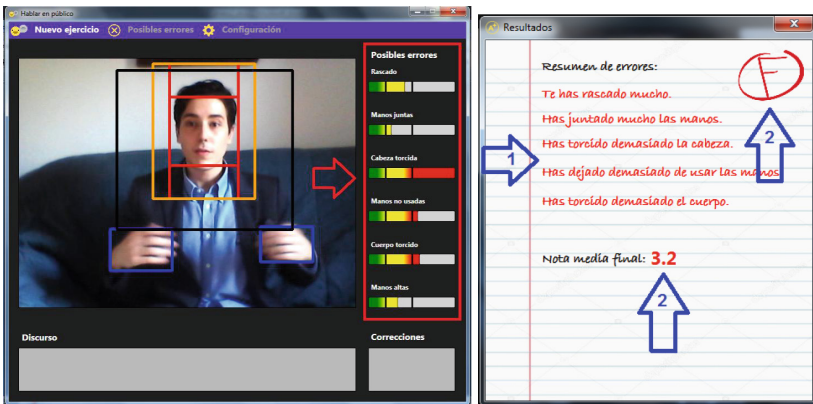 Hablar en público
Nuevo ejercicio Posibles errores Configuración
Posibles errores
Rascado
Manos juntas
Cabeza torcida
Manos no usadas
Cuerpo torcido
Manos altas
Discurso
Correcciones
Resultados
Resumen de errores:
F
Te has rascado mucho.
Has juntado mucho las manos.
Has torcido demasiado la cabeza.
2
1
Has dejado demasiado de usar las manos
Has torcido demasiado el cuerpo.
Nota media final: 3.2
2